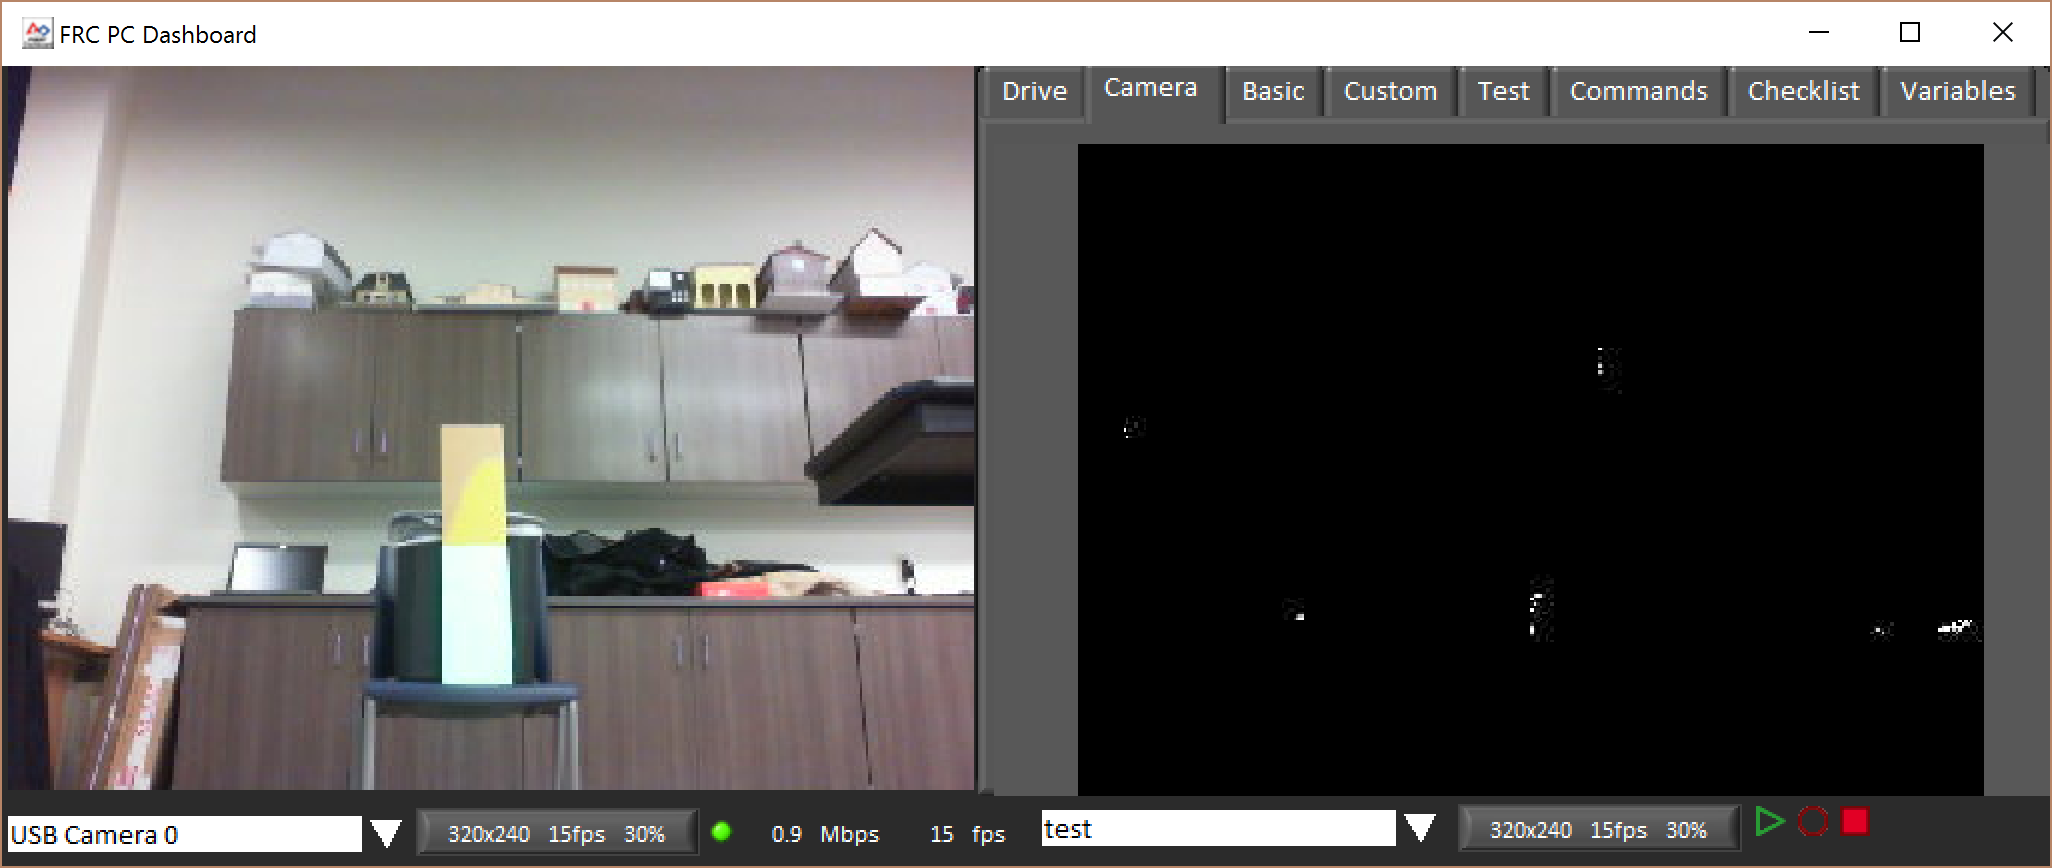 FRC PC Dashboard
Drive Camera Basic Custom Test Commands Checklist Variables
USB Camera 0 320x240 15fps 30% 0.9 Mbps 15 fps test 320x240 15fps 30%